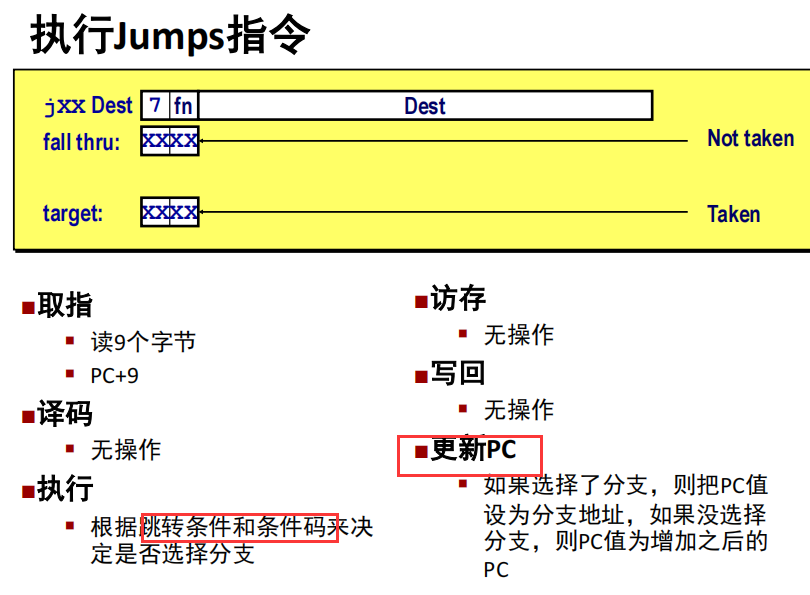 执行Jumps指令
jxx Dest 7 fn Dest
fall thru: XXXX Not taken
target: XXXX Taken
■取指
▪ 读9个字节
▪ PC+9
■译码
▪ 无操作
■执行
▪ 根据跳转条件和条件码来决
定是否选择分支
■访存
▪ 无操作
■写回
▪ 无操作
■更新PC
▪ 如果选择了分支，则把PC值
设为分支地址，如果没选择
分支，则PC值为增加之后的
PC